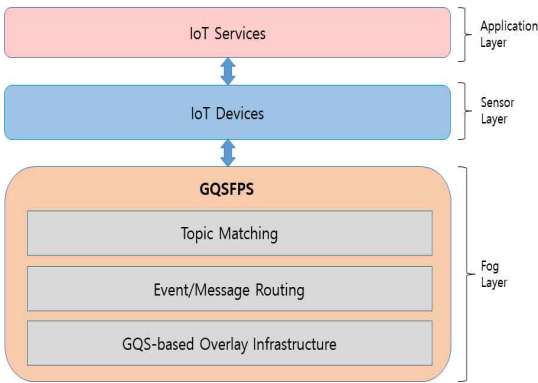 IoT Services
Application
Layer
IoT Devices
Sensor
Layer
GQSFPS
Topic Matching
Event/Message Routing
GQS-based Overlay Infrastructure
Fog
Layer